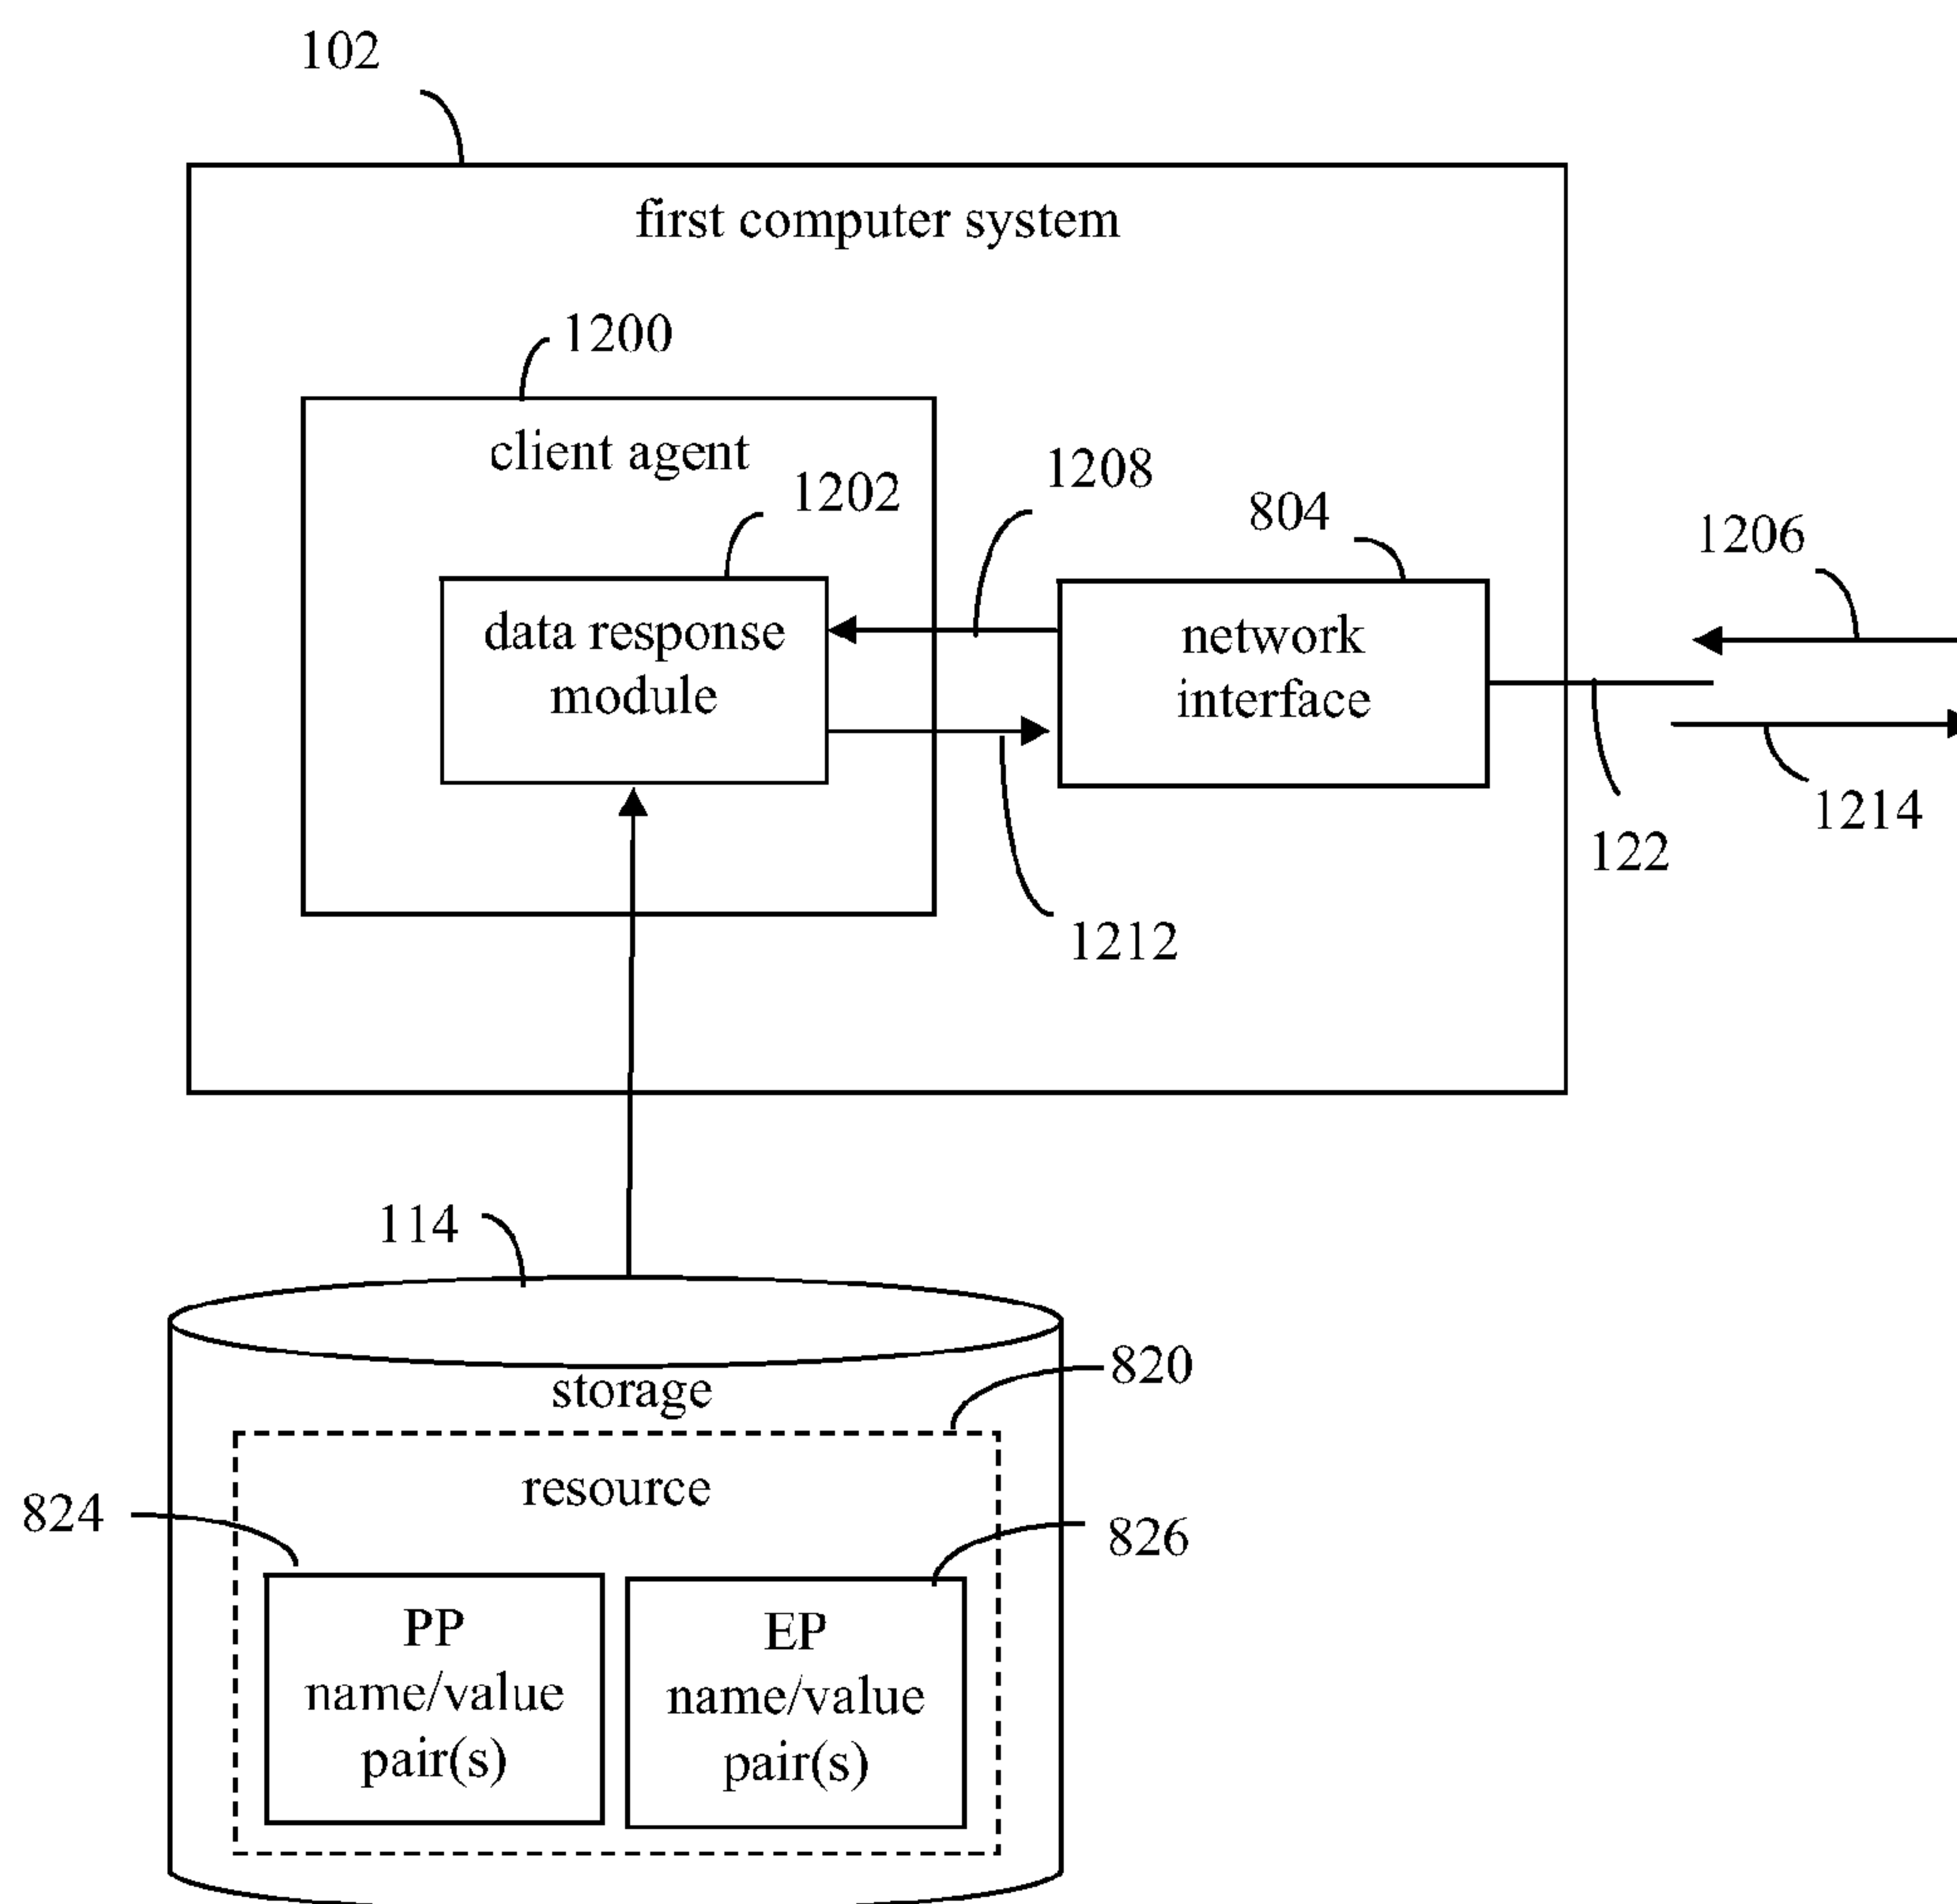 102
first computer system
1200
client agent
1202
1208
804
1206
data response
module
network
interface
1214
122
1212
114
storage
820
resource
824
826
PP
name/value
pair(s)
EP
name/value
pair(s)